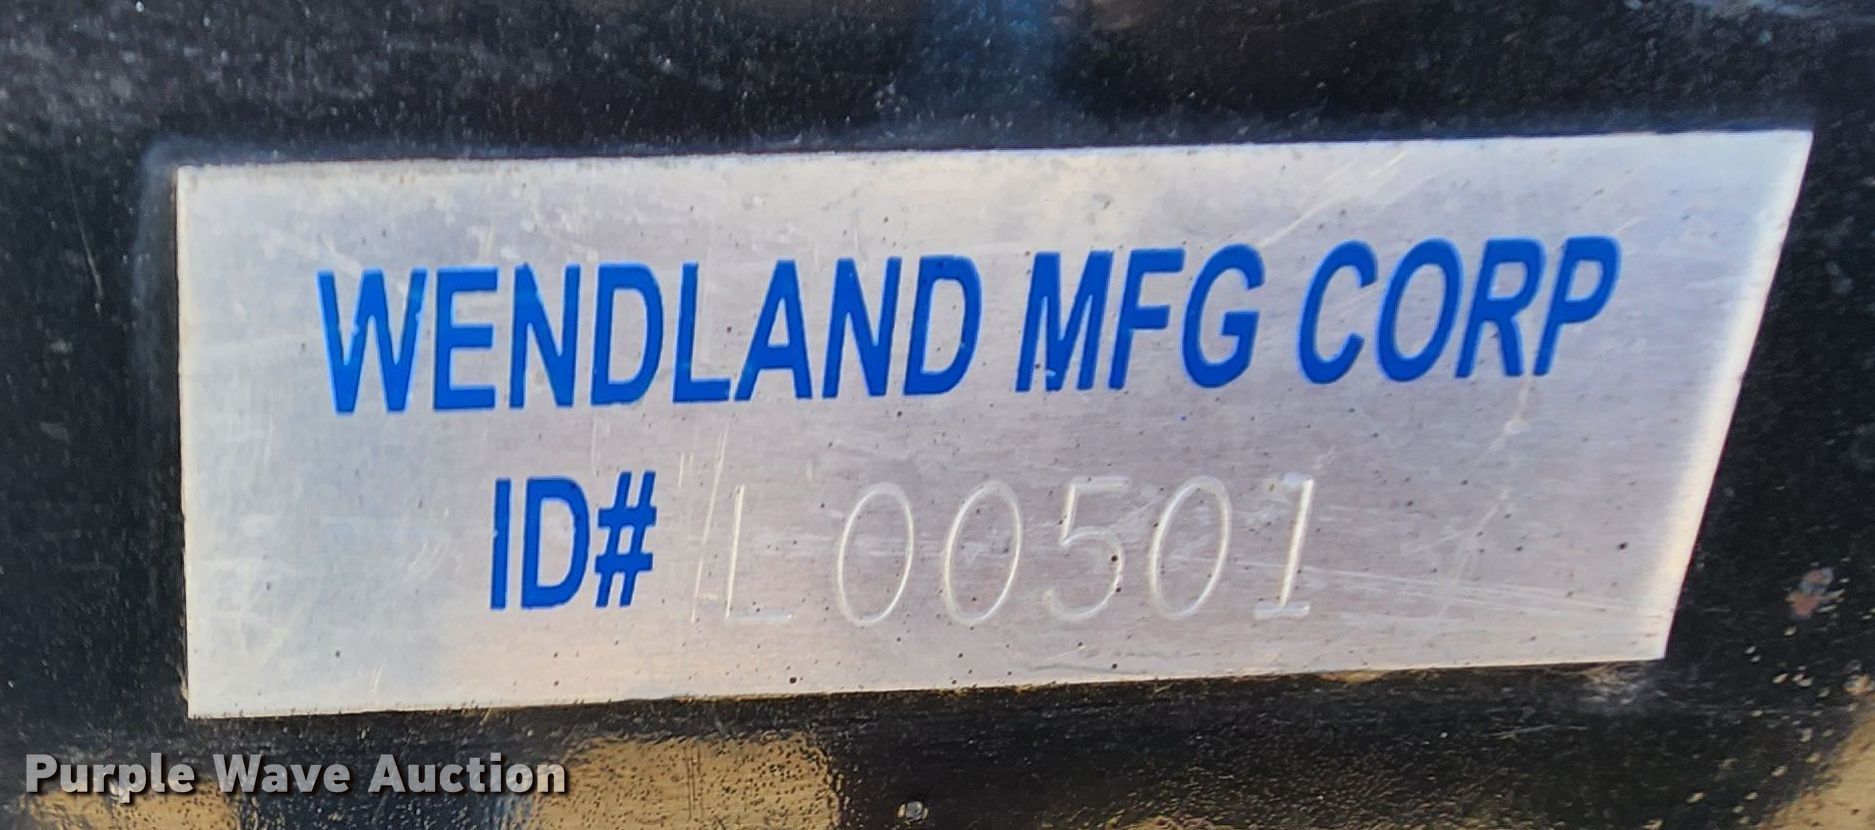 WENDLAND MFG CORP
ID# L00501
Purple Wave Auction